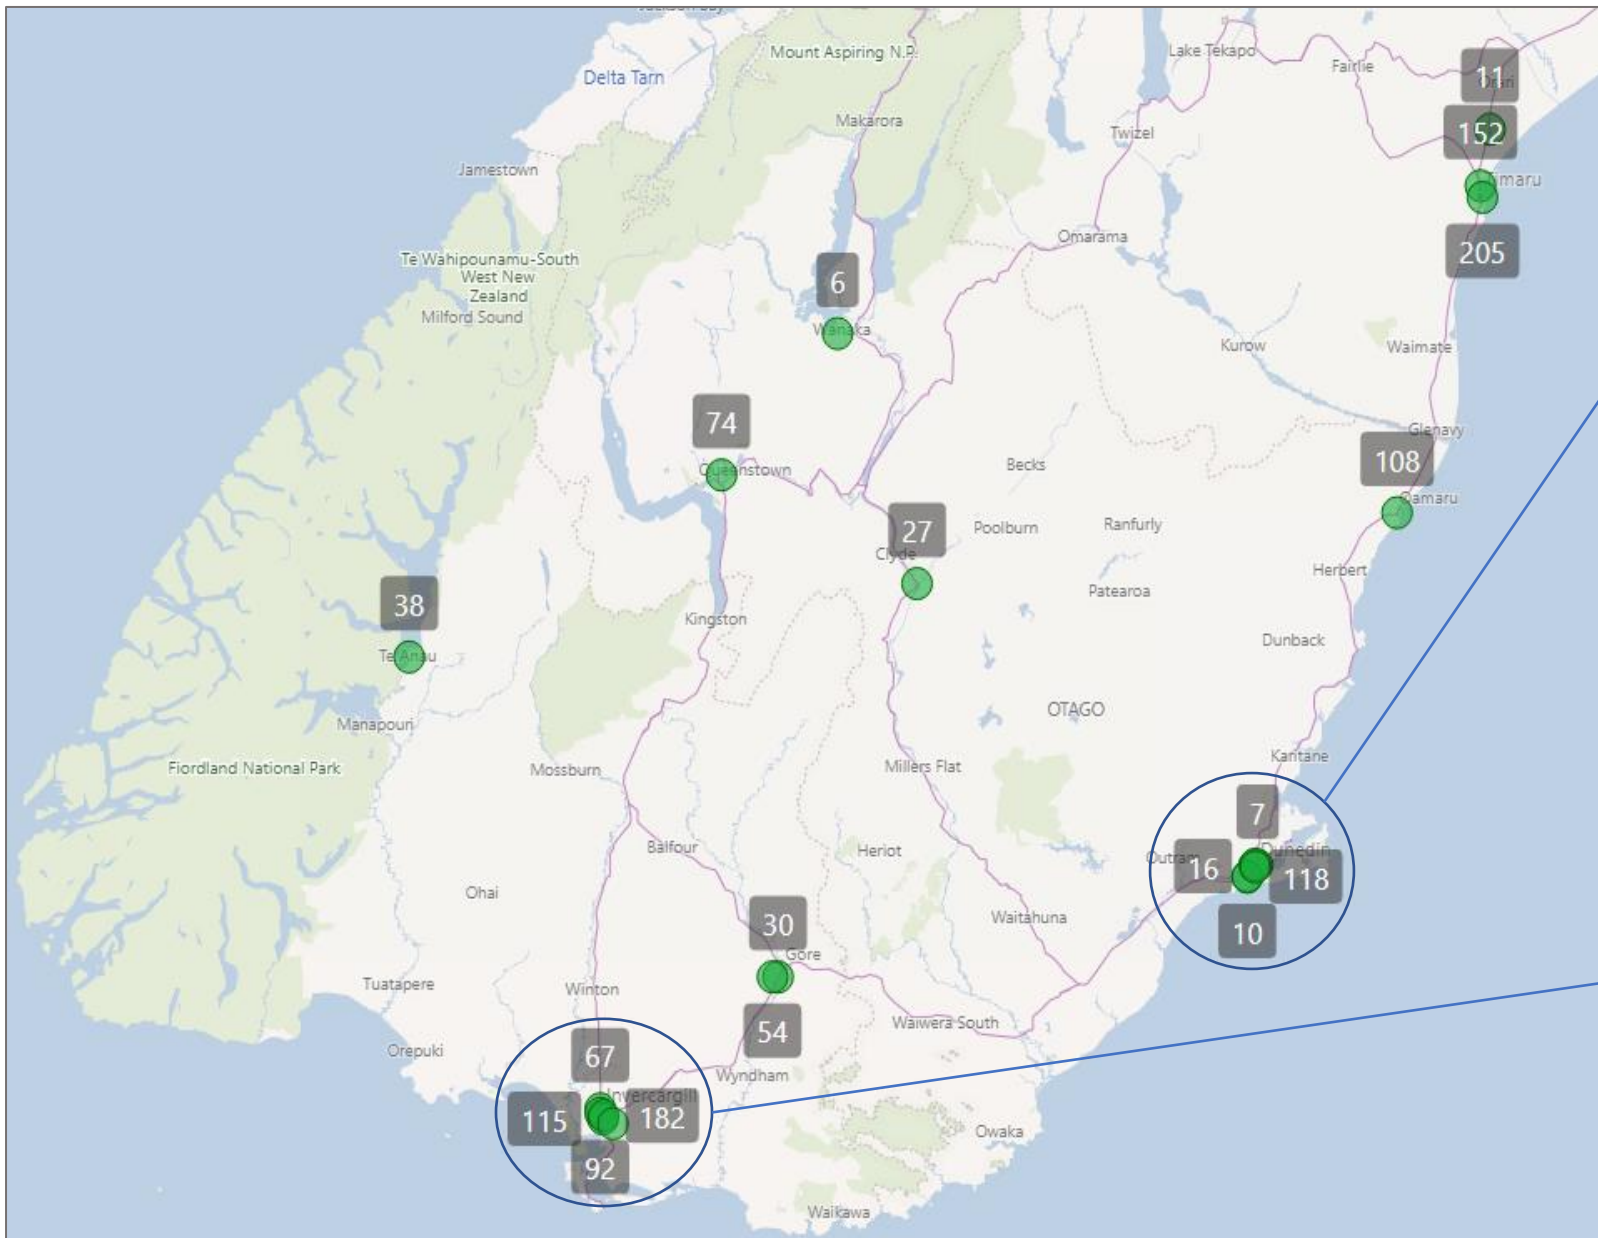 Mount Aspiring N.P.
Lake Tekapo
Fairlie
Delta Tarn
11
Makarora
Twizel
152
Jamestown
Omarama
205
Te Wahipounamu-South
West New
Zealand
Milford Sound
6
Wanaka
Kurow
Waimate
74
Glenavy
108
Queenstown
Becks
Oamaru
27
Poolburn
Ranfurly
Clyde
Herbert
38
Patearoa
Kingston
Dunback
Te Anau
OTAGO
Manapouri
Karitane
Fiordland National Park
Mossburn
Millers Flat
7
Balfour
Heriot
Dunedin
16
118
Ohai
Waitahuna
30
10
Gore
Tuatapere
Winton
54
Waiwera South
Orepuki
67
Wyndham
Invercargill
115
182
Owaka
92
Waikawa